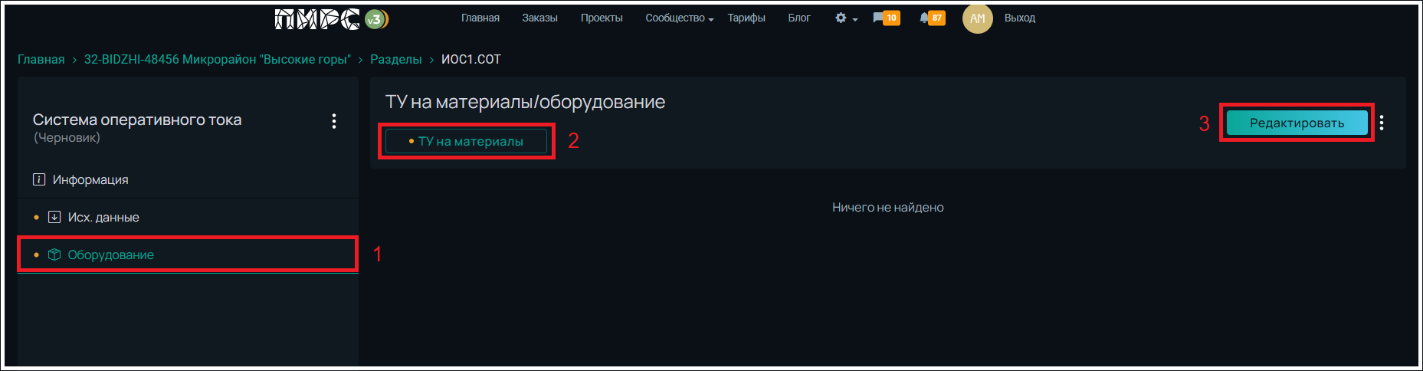 ПИРС v3 Главная Заказы Проекты Сообщество Тарифы Блог 10 87 АМ Выход
Главная > 32-BIDZHI-48456 Микрорайон "Высокие горы" > Разделы > ИОС1.СОТ
Система оперативного тока
(Черновик)
Информация
Исх. данные
Оборудование 1
ТУ на материалы/оборудование
ТУ на материалы 2
3 Редактировать
Ничего не найдено